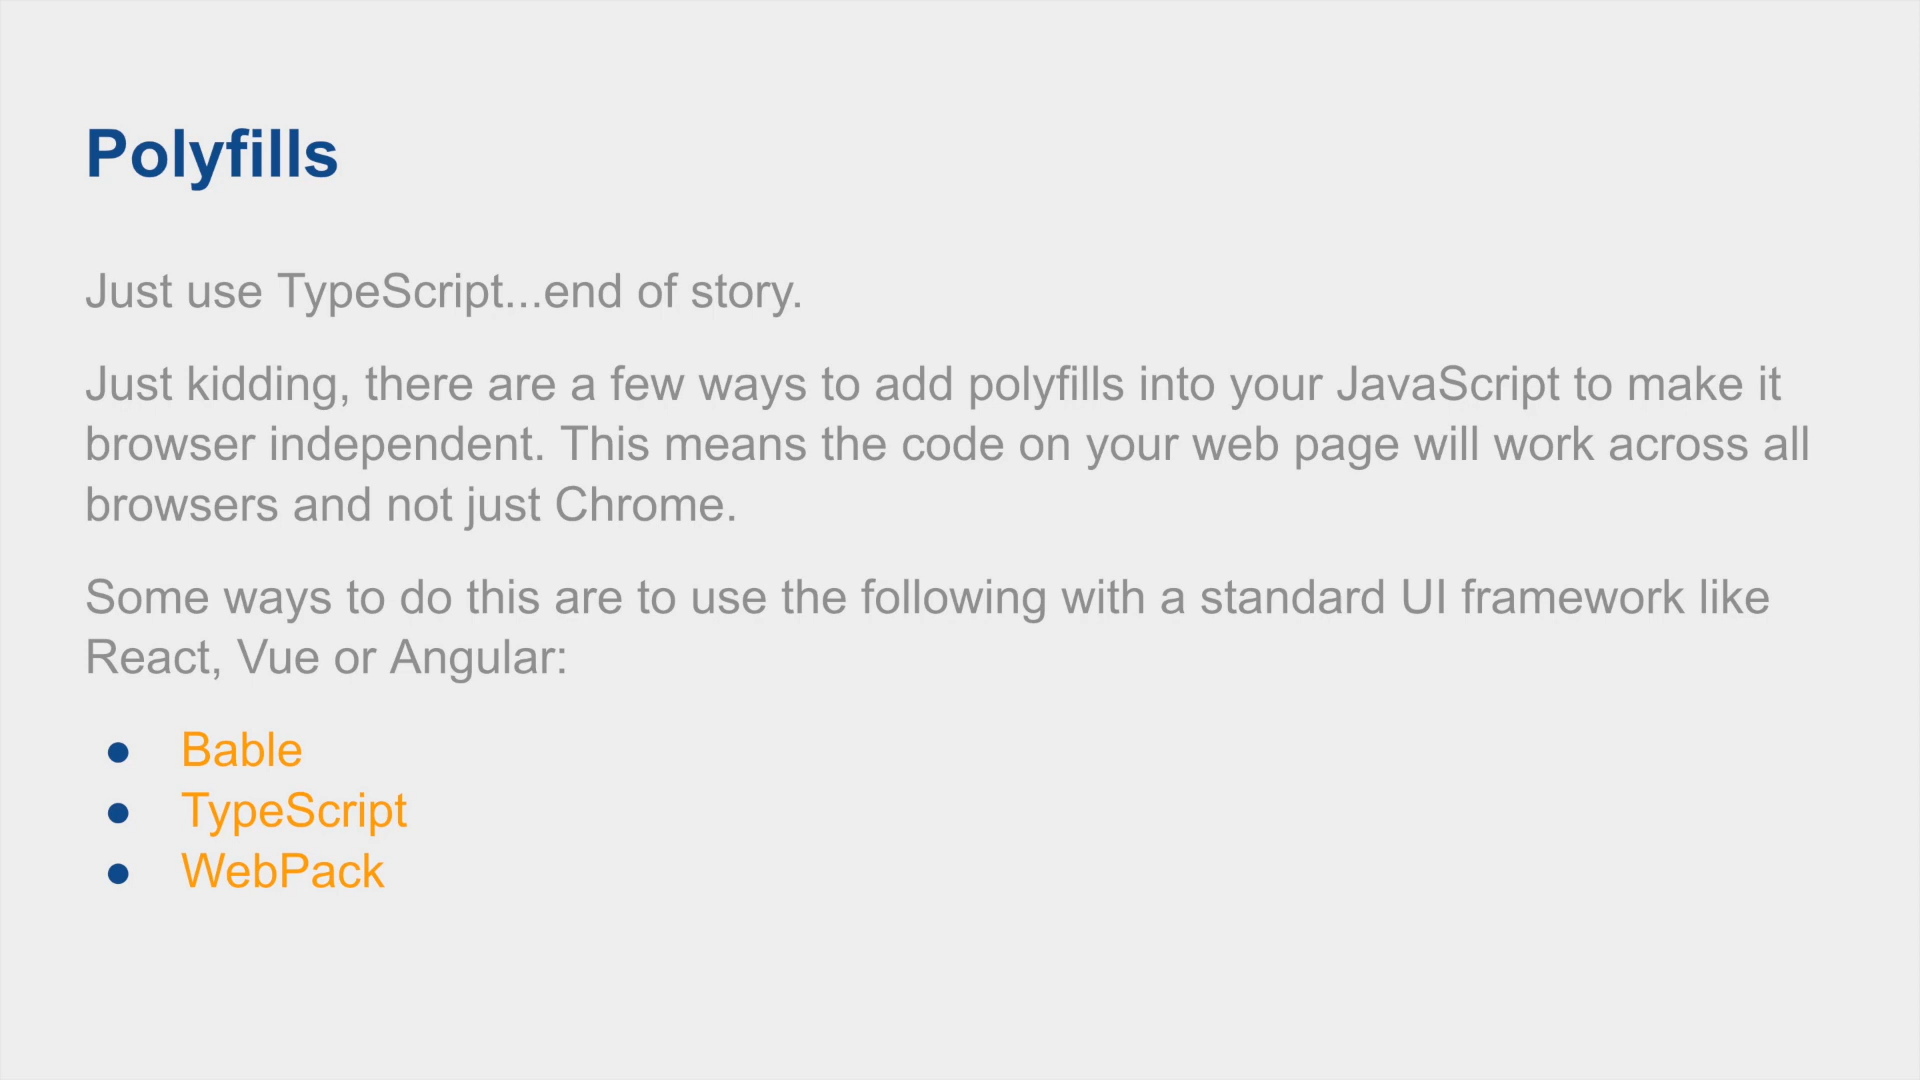 Polyfills
Just use TypeScript...end of story.
Just kidding, there are a few ways to add polyfills into your JavaScript to make it
browser independent. This means the code on your web page will work across all
browsers and not just Chrome.
Some ways to do this are to use the following with a standard UI framework like
React, Vue or Angular:
● Bable
● TypeScript
● WebPack